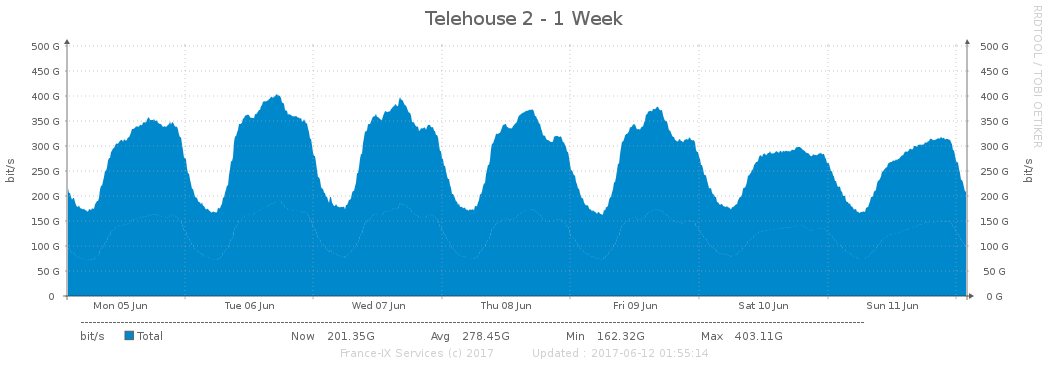 Telehouse 2 - 1 Week
RRDTOOL / TOBI OETIKER
bit/s
500 G 500 G
450 G 450 G
400 G 400 G
350 G 350 G
300 G 300 G
250 G 250 G
200 G 200 G
150 G 150 G
100 G 100 G
50 G 50 G
0 0 G
bit/s
Mon 05 Jun Tue 06 Jun Wed 07 Jun Thu 08 Jun Fri 09 Jun Sat 10 Jun Sun 11 Jun
bit/s Total Now 201.35G Avg 278.45G Min 162.32G Max 403.11G
France-IX Services (c) 2017 Updated : 2017-06-12 01:55:14